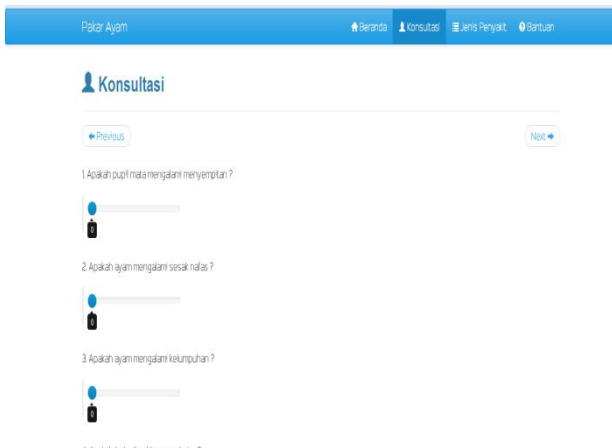 Pakar Ayam Beranda Konsultasi Jenis Penyakit Bantuan
Konsultasi
Previous Next
1. Apakah pupil mata mengalami menyempitan ?
0
2. Apakah ayam mengalami sesak nafas ?
0
3. Apakah ayam mengalami kelumpuhan ?
0